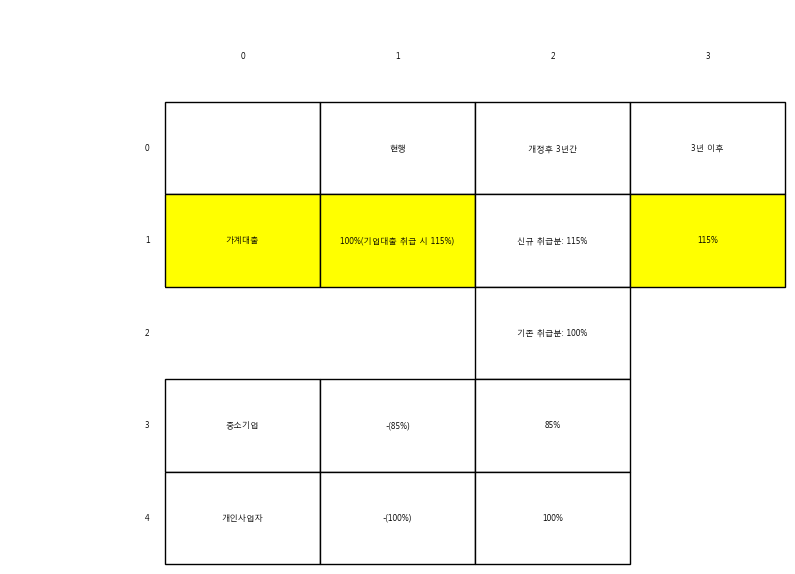 0 1 2 3
0 현행 개정후 3년간 3년 이후
1 가계대출 100%(기업대출 취급 시 115%) 신규 취급분: 115% 115%
2 기존 취급분: 100%
3 중소기업 -(85%) 85%
4 개인사업자 -(100%) 100%